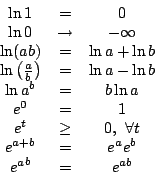 ln 1 = 0
ln 0 → −∞
ln(ab) = ln a + ln b
ln(a/b) = ln a − ln b
ln a^b = b ln a
e^0 = 1
e^t ≥ 0, ∀t
e^{a+b} = e^a e^b
e^{ab} = e^{ab}